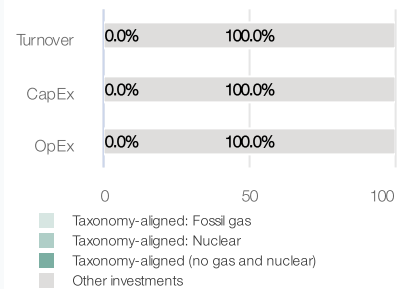 Turnover 0.0% 100.0%
CapEx 0.0% 100.0%
OpEx 0.0% 100.0%
0 50 100
Taxonomy-aligned: Fossil gas
Taxonomy-aligned: Nuclear
Taxonomy-aligned (no gas and nuclear)
Other investments